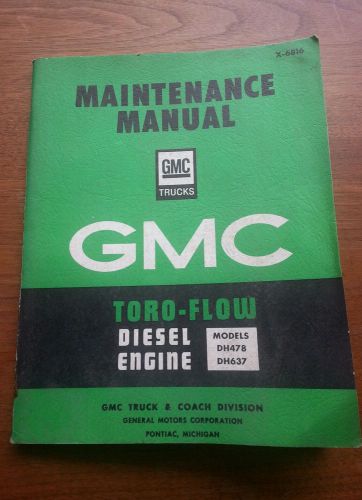 X-6816
MAINTENANCE
MANUAL
GMC
TRUCKS
GMC
TORO-FLOW
DIESEL
ENGINE
MODELS
DH478
DH637
GMC TRUCK & COACH DIVISION
GENERAL MOTORS CORPORATION
PONTIAC, MICHIGAN